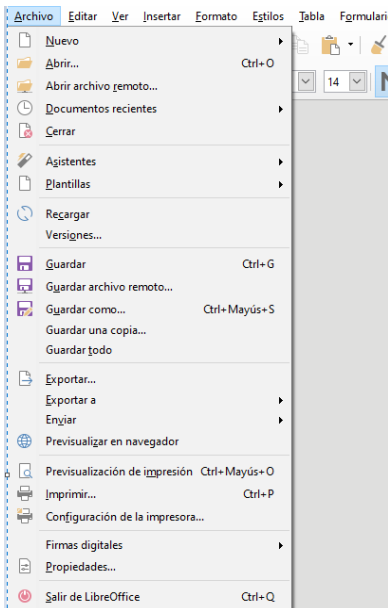 Archivo Editar Ver Insertar Formato Estilos Tabla Formulari
Nuevo
Abrir... Ctrl+O
Abrir archivo remoto...
Documentos recientes
14 N
Cerrar
Asistentes
Plantillas
Recargar
Versiones...
Guardar Ctrl+G
Guardar archivo remoto...
Guardar como... Ctrl+Mayús+S
Guardar una copia...
Guardar todo
Exportar...
Exportar a
Enviar
Previsualizar en navegador
Previsualización de impresión Ctrl+Mayús+O
Imprimir... Ctrl+P
Configuración de la impresora...
Firmas digitales
Propiedades...
Salir de LibreOffice Ctrl+Q